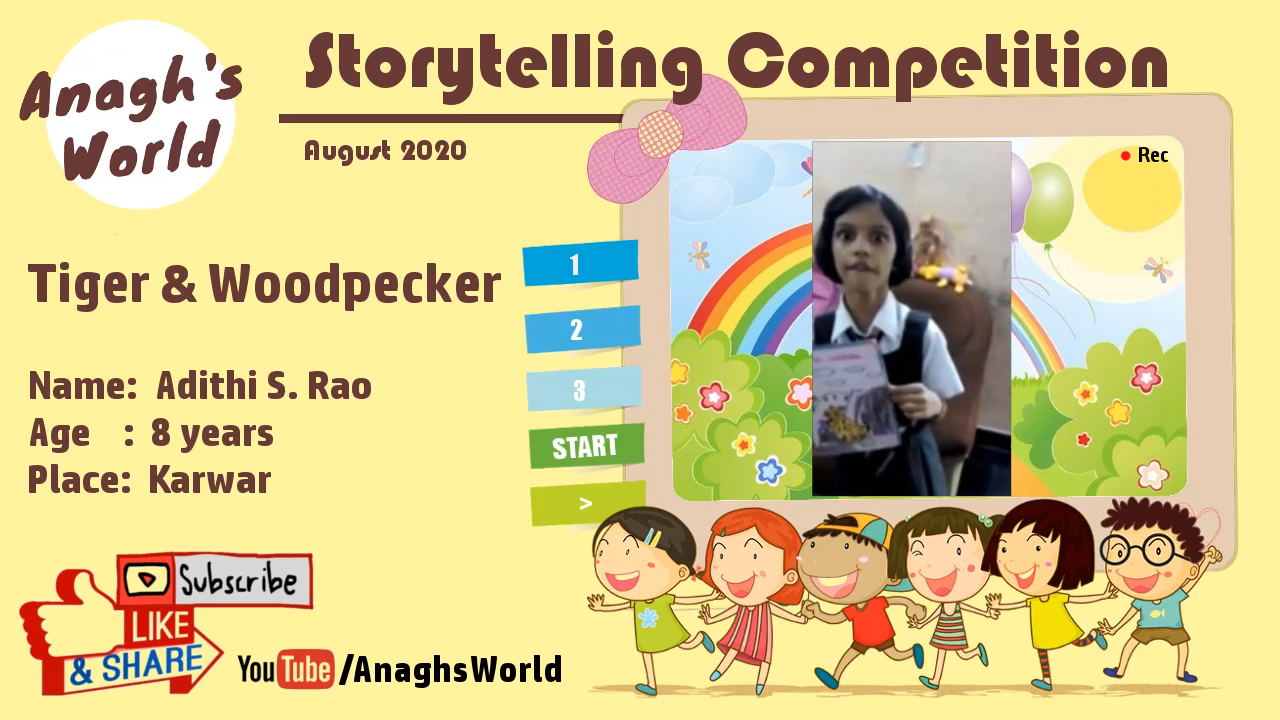 Anagh's
World
Storytelling Competition
August 2020
Rec
Tiger & Woodpecker
Name: Adithi S. Rao
Age : 8 years
Place: Karwar
1
2
3
START
>
Subscribe
LIKE
& SHARE
YouTube/AnaghsWorld